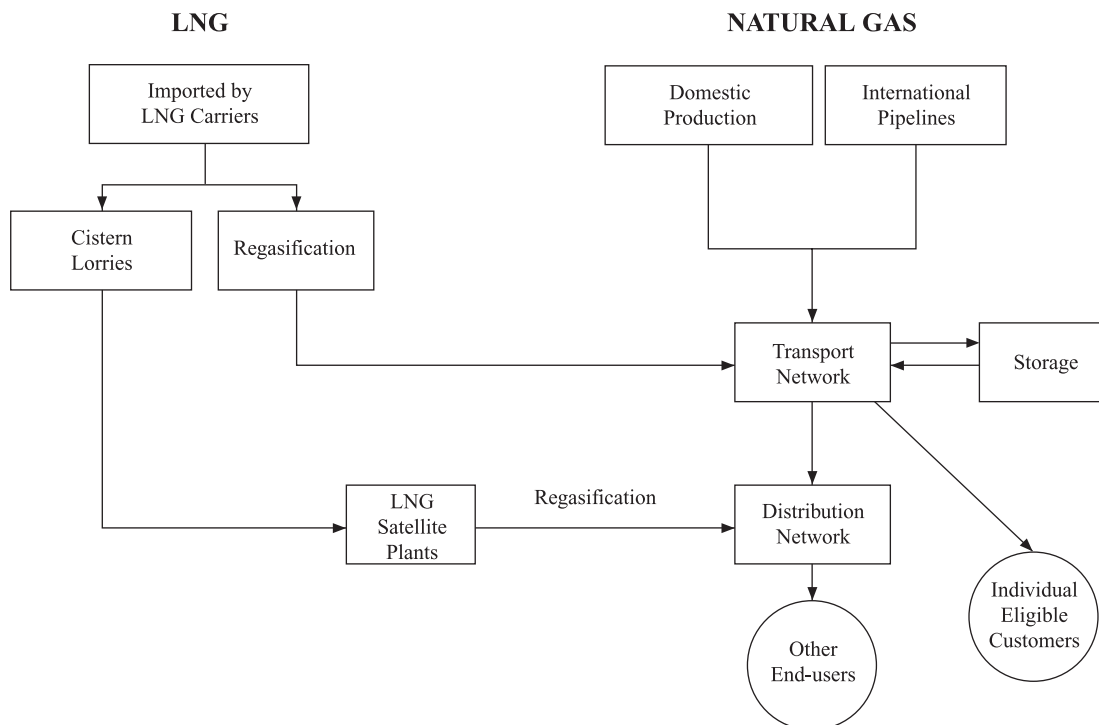 LNG
NATURAL GAS
Imported by
LNG Carriers
Domestic
Production
International
Pipelines
Cistern
Lorries
Regasification
Transport
Network
Storage
LNG
Satellite
Plants
Regasification
Distribution
Network
Individual
Eligible
Customers
Other
End-users